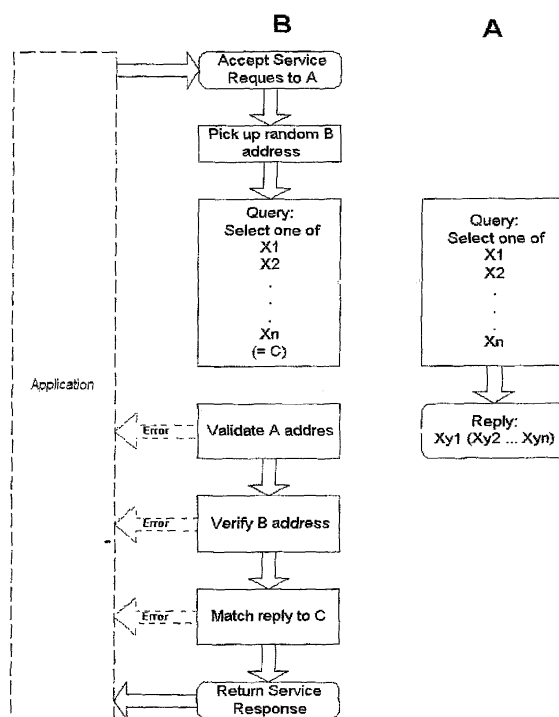 B
A
Accept Service
Reques to A
Pick up random B
address
Query:
Select one of
X1
X2
.
.
.
Xn
(= C)
Query:
Select one of
X1
X2
.
.
.
Xn
Application
Reply:
Xy1 (Xy2 ... Xyn)
Error
Validate A addres
Error
Verify B address
Error
Match reply to C
Return Service
Response